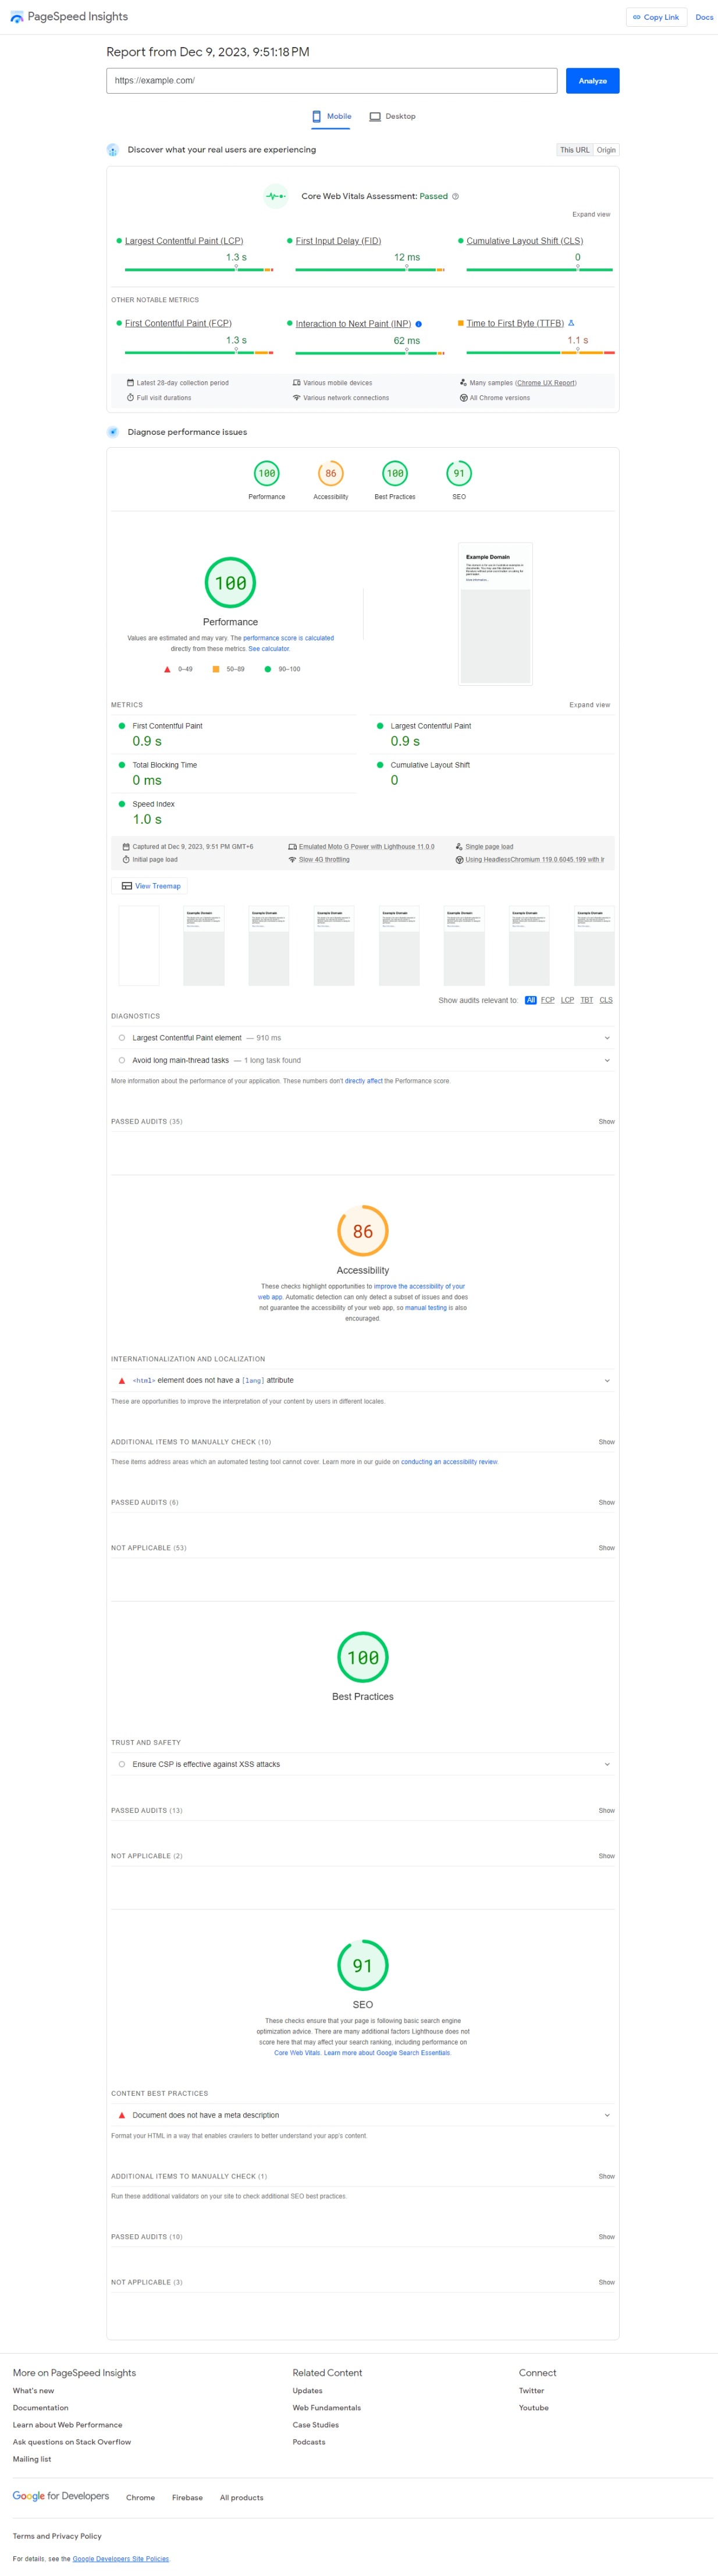 PageSpeed Insights
Copy Link
Docs
Report from Dec 9, 2023, 9:51:18 PM
https://example.com/
Analyze
Mobile
Desktop
Discover what your real users are experiencing
This URL
Origin
Core Web Vitals Assessment: Passed
Expand view
Largest Contentful Paint (LCP)
1.3 s
First Input Delay (FID)
12 ms
Cumulative Layout Shift (CLS)
0
OTHER NOTABLE METRICS
First Contentful Paint (FCP)
1.3 s
Interaction to Next Paint (INP)
62 ms
Time to First Byte (TTFB)
1.1 s
Latest 28-day collection period
Various mobile devices
Many samples (Chrome UX Report)
Full visit durations
Various network connections
All Chrome versions
Diagnose performance issues
100
Performance
86
Accessibility
100
Best Practices
91
SEO
100
Performance
Values are estimated and may vary. The performance score is calculated
directly from these metrics. See calculator.
0–49
50–89
90–100
Example Domain
METRICS
Expand view
First Contentful Paint
0.9 s
Largest Contentful Paint
0.9 s
Total Blocking Time
0 ms
Cumulative Layout Shift
0
Speed Index
1.0 s
Captured at Dec 9, 2023, 9:51 PM GMT+6
Emulated Moto G Power with Lighthouse 11.0.0
Single page load
Initial page load
Slow 4G throttling
Using HeadlessChromium 119.0.6045.199 with lr
View Treemap
Example Domain
Example Domain
Example Domain
Example Domain
Example Domain
Example Domain
Example Domain
Show audits relevant to:
All
FCP
LCP
TBT
CLS
DIAGNOSTICS
Largest Contentful Paint element — 910 ms
Avoid long main-thread tasks — 1 long task found
More information about the performance of your application. These numbers don't directly affect the Performance score.
PASSED AUDITS (35)
Show
86
Accessibility
These checks highlight opportunities to improve the accessibility of your
web app. Automatic detection can only detect a subset of issues and does
not guarantee the accessibility of your web app, so manual testing is also
encouraged.
INTERNATIONALIZATION AND LOCALIZATION
<html> element does not have a [lang] attribute
These are opportunities to improve the interpretation of your content by users in different locales.
ADDITIONAL ITEMS TO MANUALLY CHECK (10)
Show
These items address areas which an automated testing tool cannot cover. Learn more in our guide on conducting an accessibility review.
PASSED AUDITS (6)
Show
NOT APPLICABLE (53)
Show
100
Best Practices
TRUST AND SAFETY
Ensure CSP is effective against XSS attacks
PASSED AUDITS (13)
Show
NOT APPLICABLE (2)
Show
91
SEO
These checks ensure that your page is following basic search engine
optimization advice. There are many additional factors Lighthouse does not
score here that may affect your search ranking, including performance on
Core Web Vitals. Learn more about Google Search Essentials.
CONTENT BEST PRACTICES
Document does not have a meta description
Format your HTML in a way that enables crawlers to better understand your app's content.
ADDITIONAL ITEMS TO MANUALLY CHECK (1)
Show
Run these additional validators on your site to check additional SEO best practices.
PASSED AUDITS (10)
Show
NOT APPLICABLE (3)
Show
More on PageSpeed Insights
What's new
Documentation
Learn about Web Performance
Ask questions on Stack Overflow
Mailing list
Related Content
Updates
Web Fundamentals
Case Studies
Podcasts
Connect
Twitter
Youtube
Google for Developers
Chrome
Firebase
All products
Terms and Privacy Policy
For details, see the Google Developers Site Policies.